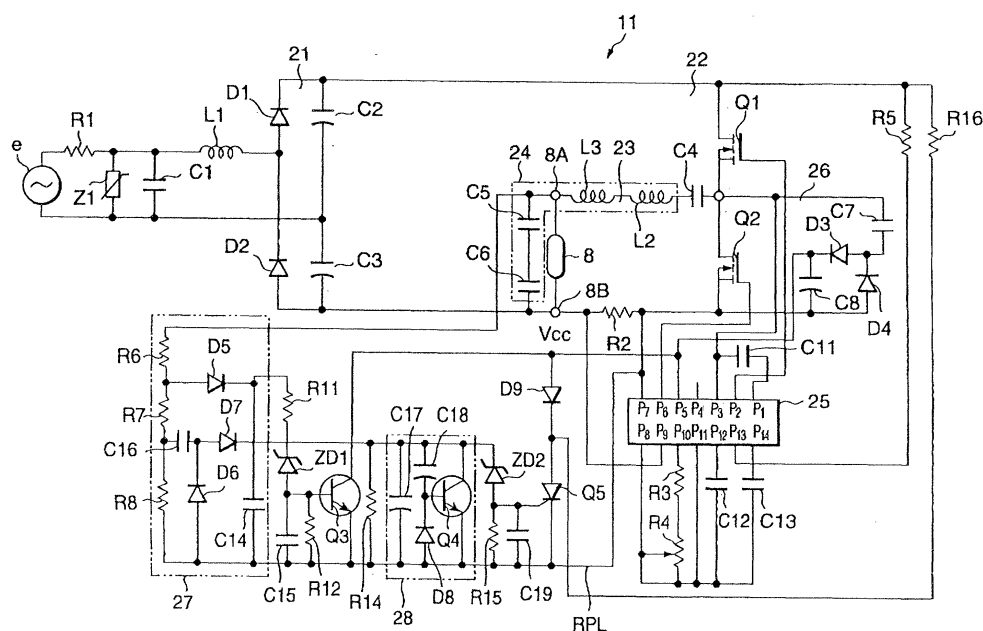 11
21
22
D1
C2
Q1
R5
R16
R1
L1
e
24
8A
L3
23
C4
Z1
C1
C5
26
L2
Q2
C7
D3
D2
C3
C6
8
C8
D4
8B
Vcc
R2
C11
R6
D5
R11
D9
P7 P6 P5 P4 P3 P2 P1
25
P8 P9 P10 P11 P12 P13 P14
R7
D7
C17
C18
C16
ZD1
ZD2
Q5
R3
D6
R8
Q3
Q4
C12
C13
R4
C14
27
C15
R12
R14
28
D8
R15
C19
RPL